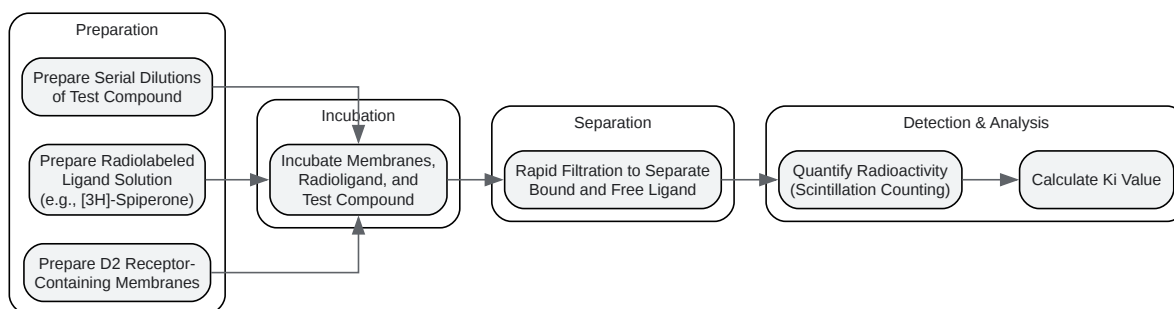 Preparation
Prepare Serial Dilutions
of Test Compound
Prepare Radiolabeled
Ligand Solution
(e.g., [3H]-Spiperone)
Prepare D2 Receptor-
Containing Membranes
Incubation
Incubate Membranes,
Radioligand, and
Test Compound
Separation
Rapid Filtration to Separate
Bound and Free Ligand
Detection & Analysis
Quantify Radioactivity
(Scintillation Counting)
Calculate Ki Value